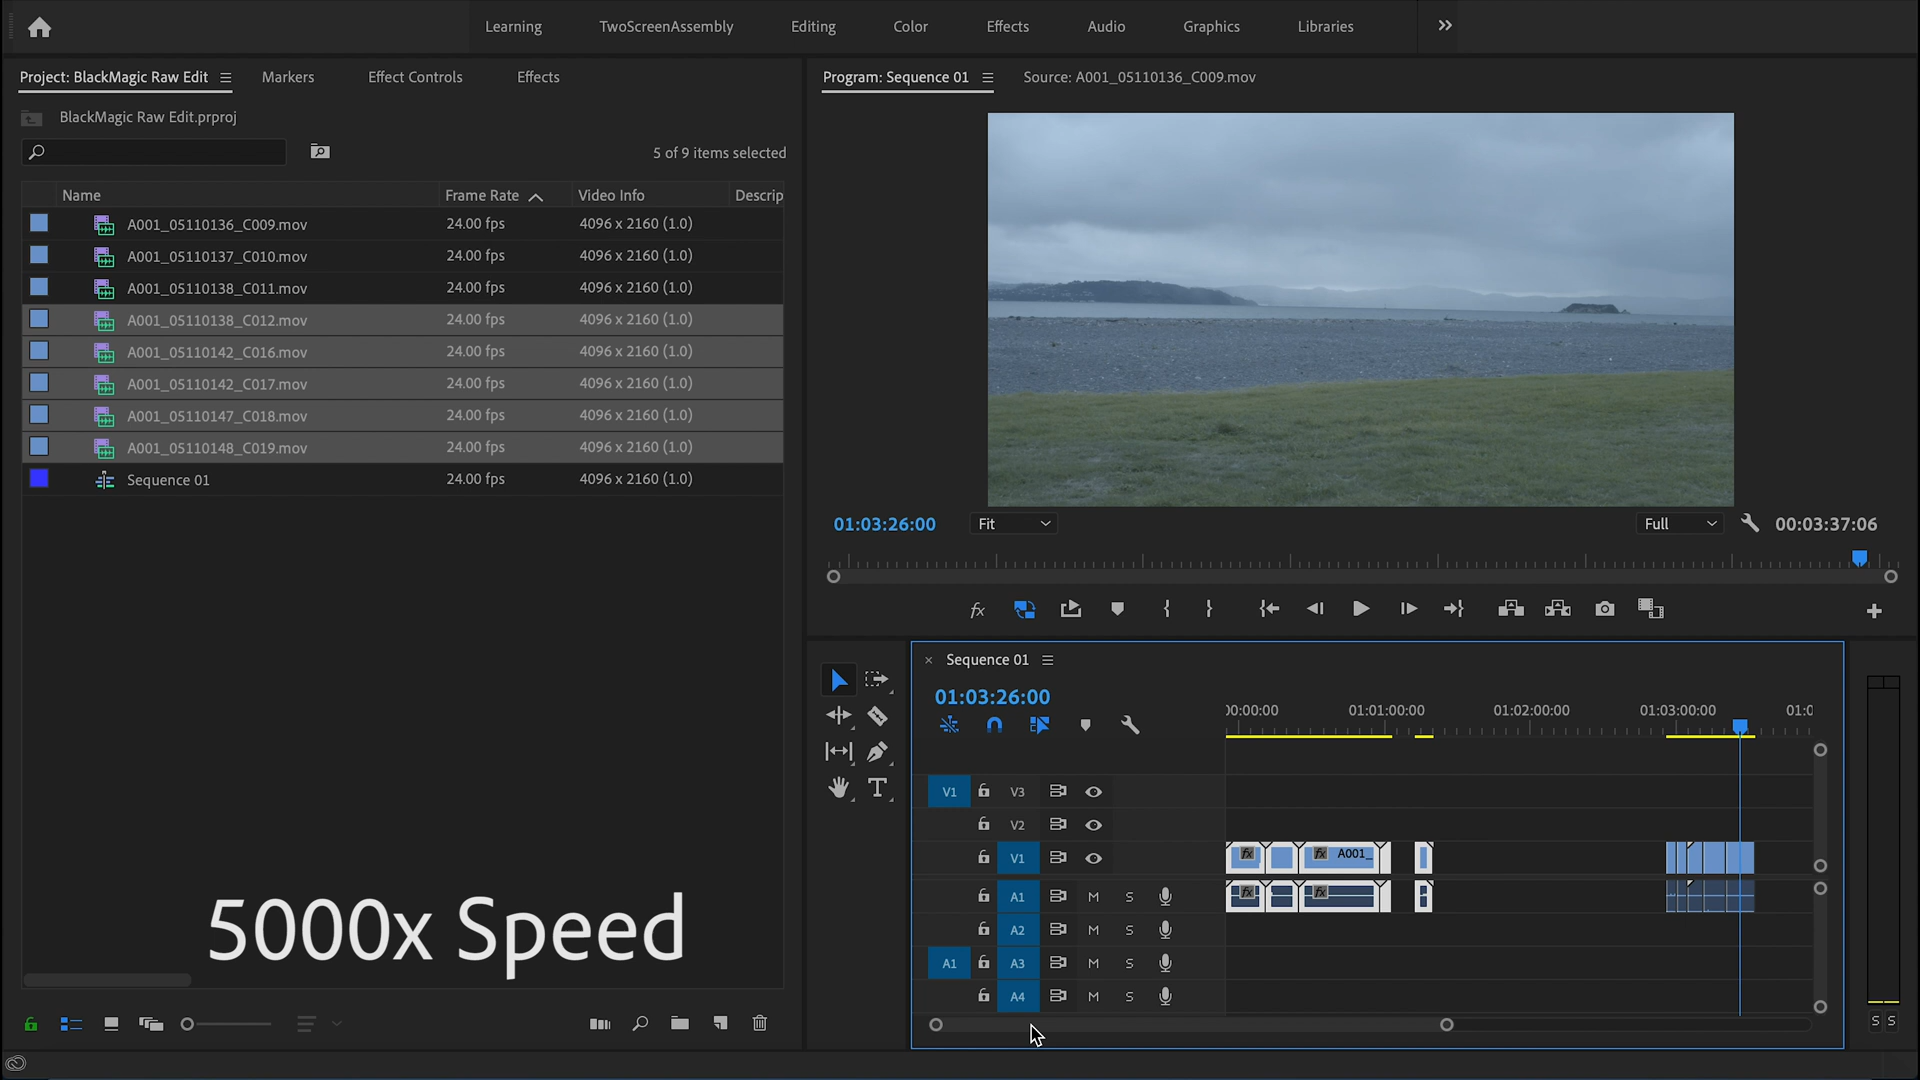 Learning TwoScreenAssembly Editing Color Effects Audio Graphics Libraries
Project: BlackMagic Raw Edit Markers Effect Controls Effects
BlackMagic Raw Edit.prproj
5 of 9 items selected
Name Frame Rate Video Info Descrip
A001_05110136_C009.mov 24.00 fps 4096 x 2160 (1.0)
A001_05110137_C010.mov 24.00 fps 4096 x 2160 (1.0)
A001_05110138_C011.mov 24.00 fps 4096 x 2160 (1.0)
A001_05110138_C012.mov 24.00 fps 4096 x 2160 (1.0)
A001_05110142_C016.mov 24.00 fps 4096 x 2160 (1.0)
A001_05110142_C017.mov 24.00 fps 4096 x 2160 (1.0)
A001_05110147_C018.mov 24.00 fps 4096 x 2160 (1.0)
A001_05110148_C019.mov 24.00 fps 4096 x 2160 (1.0)
Sequence 01 24.00 fps 4096 x 2160 (1.0)
5000x Speed
Program: Sequence 01 Source: A001_05110136_C009.mov
01:03:26:00 Fit Full 00:03:37:06
fx
× Sequence 01
01:03:26:00
00:00:00 01:01:00:00 01:02:00:00 01:03:00:00 01:0
V1 V3
V2
V1 fx fx A001_
A1 M S fx fx
A2 M S
A1 A3 M S
A4 M S
S S